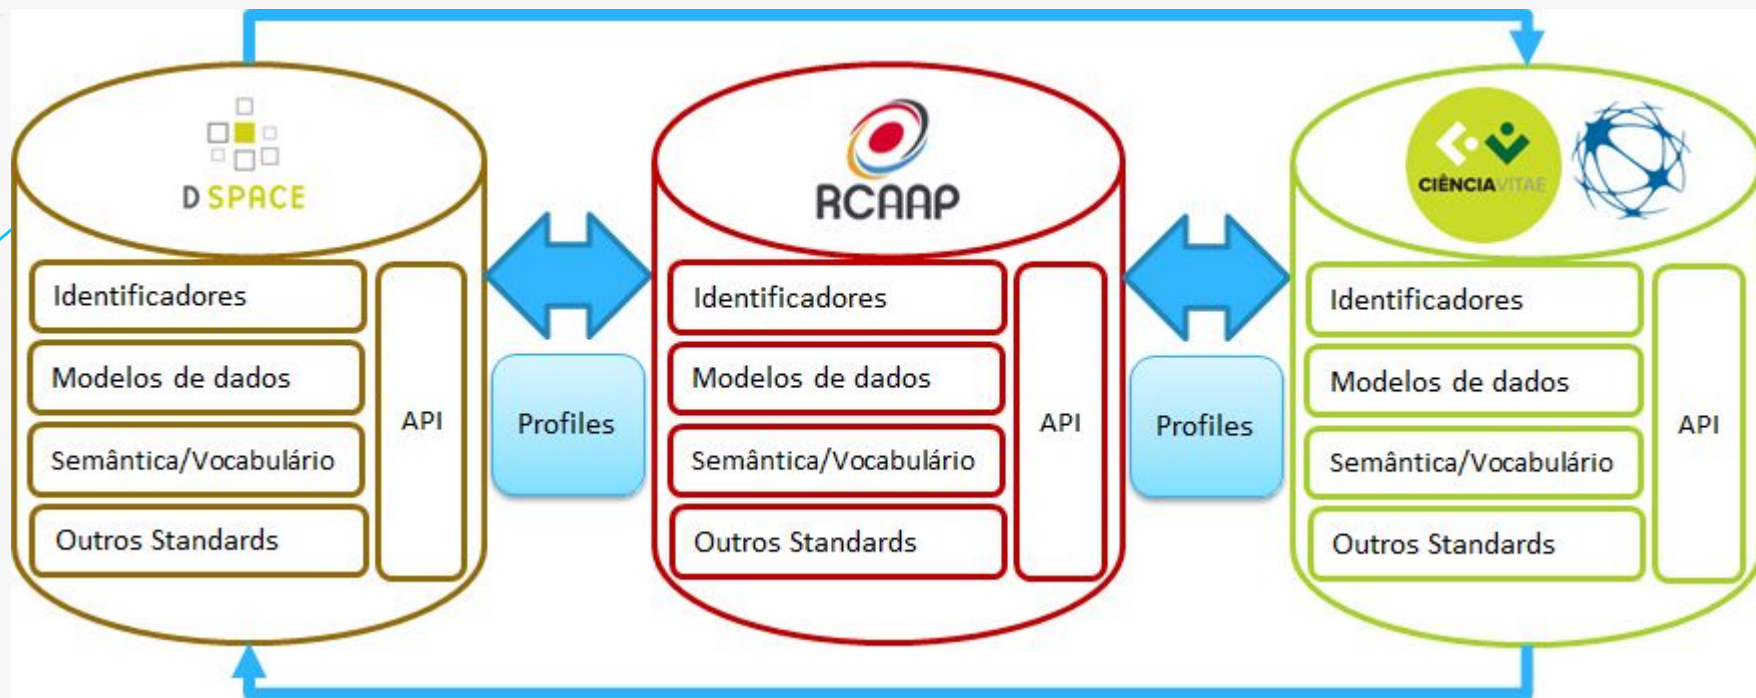 D SPACE
Identificadores
Modelos de dados
Semântica/Vocabulário
Outros Standards
API
Profiles
RCAAP
Identificadores
Modelos de dados
Semântica/Vocabulário
Outros Standards
API
Profiles
CIÊNCIAVITAE
Identificadores
Modelos de dados
Semântica/Vocabulário
Outros Standards
API